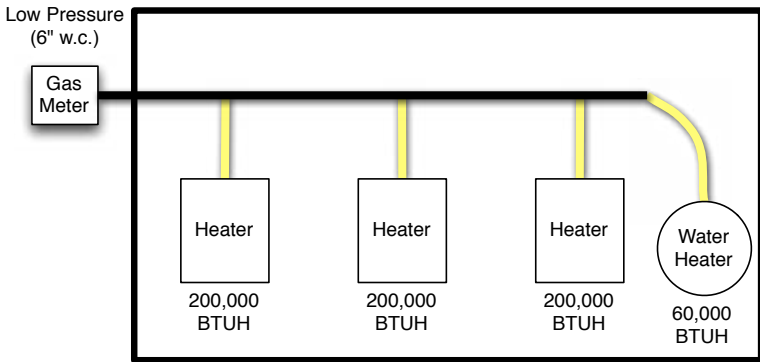 Low Pressure
(6" w.c.)
Gas
Meter
Heater
Heater
Heater
Water
Heater
200,000
BTUH
200,000
BTUH
200,000
BTUH
60,000
BTUH